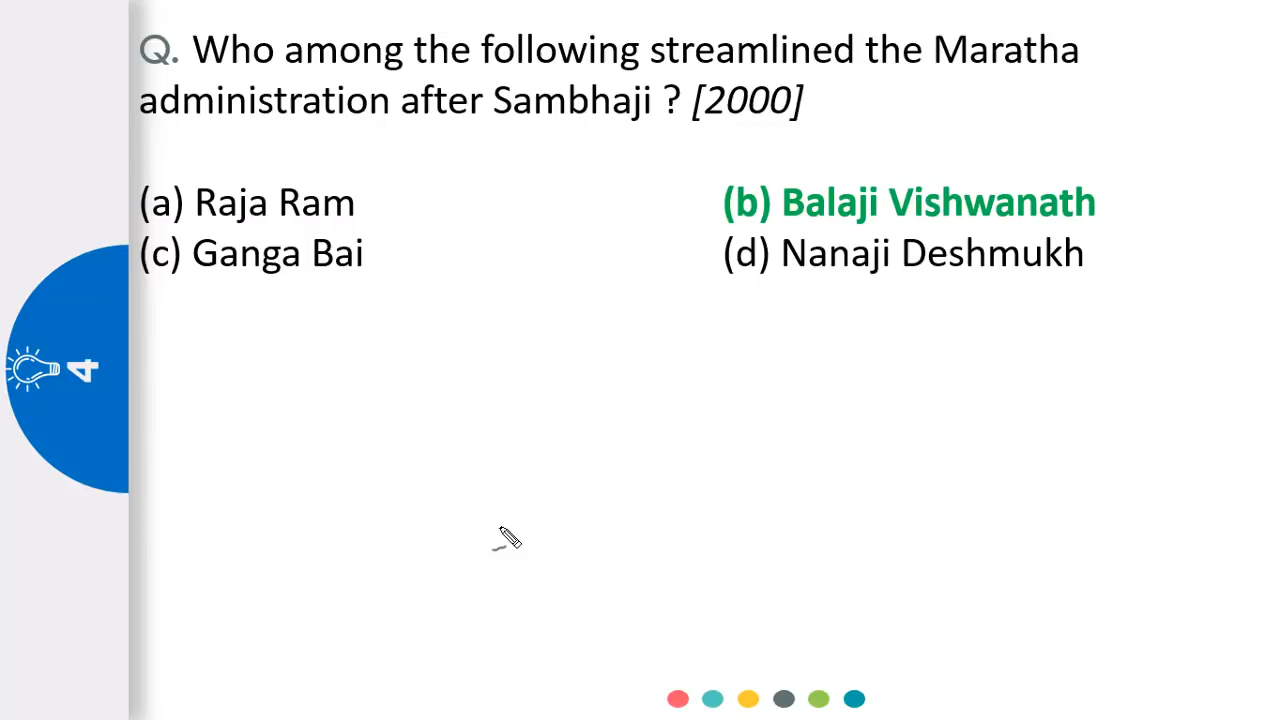 Q. Who among the following streamlined the Maratha
administration after Sambhaji ? [2000]
(a) Raja Ram (b) Balaji Vishwanath
(c) Ganga Bai (d) Nanaji Deshmukh
4